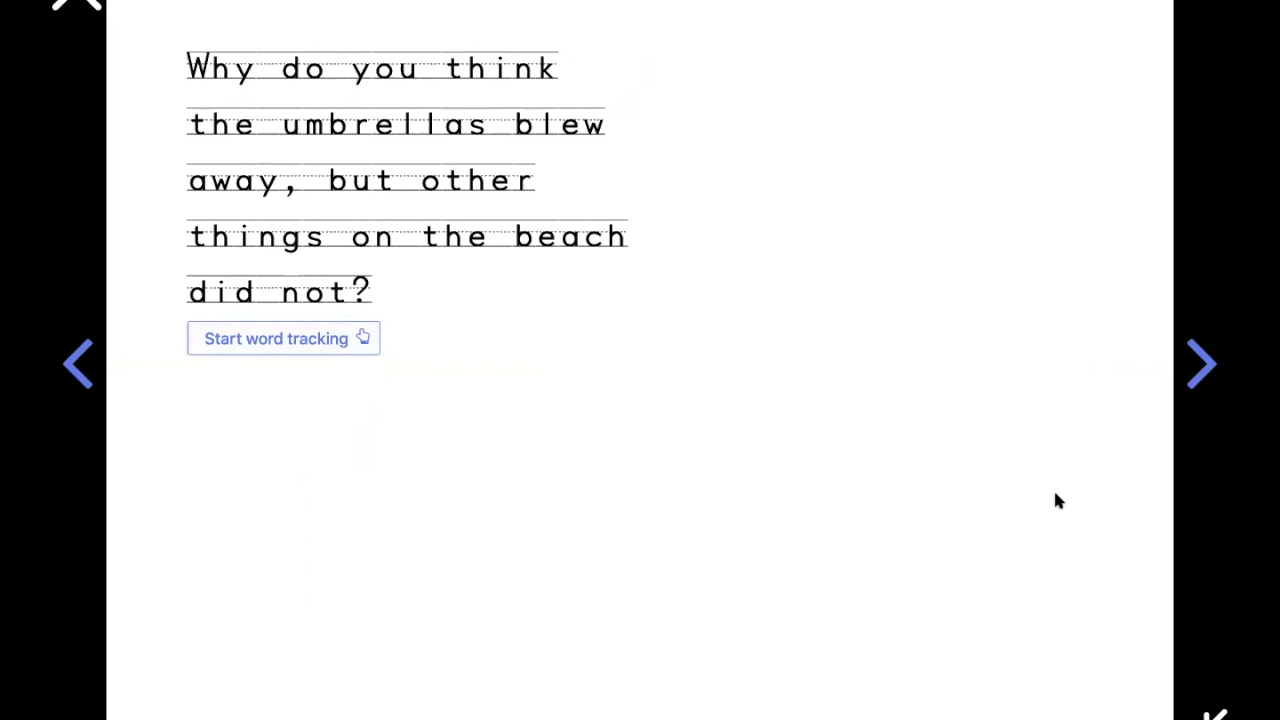 Why do you think
the umbrellas blew
away, but other
things on the beach
did not?
Start word tracking